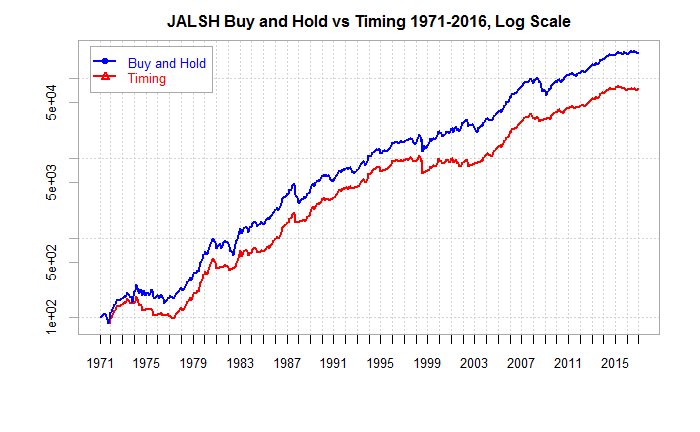 JALSH Buy and Hold vs Timing 1971-2016, Log Scale
Buy and Hold
Timing
5e+04
5e+03
5e+02
1e+02
1971 1975 1979 1983 1987 1991 1995 1999 2003 2007 2011 2015